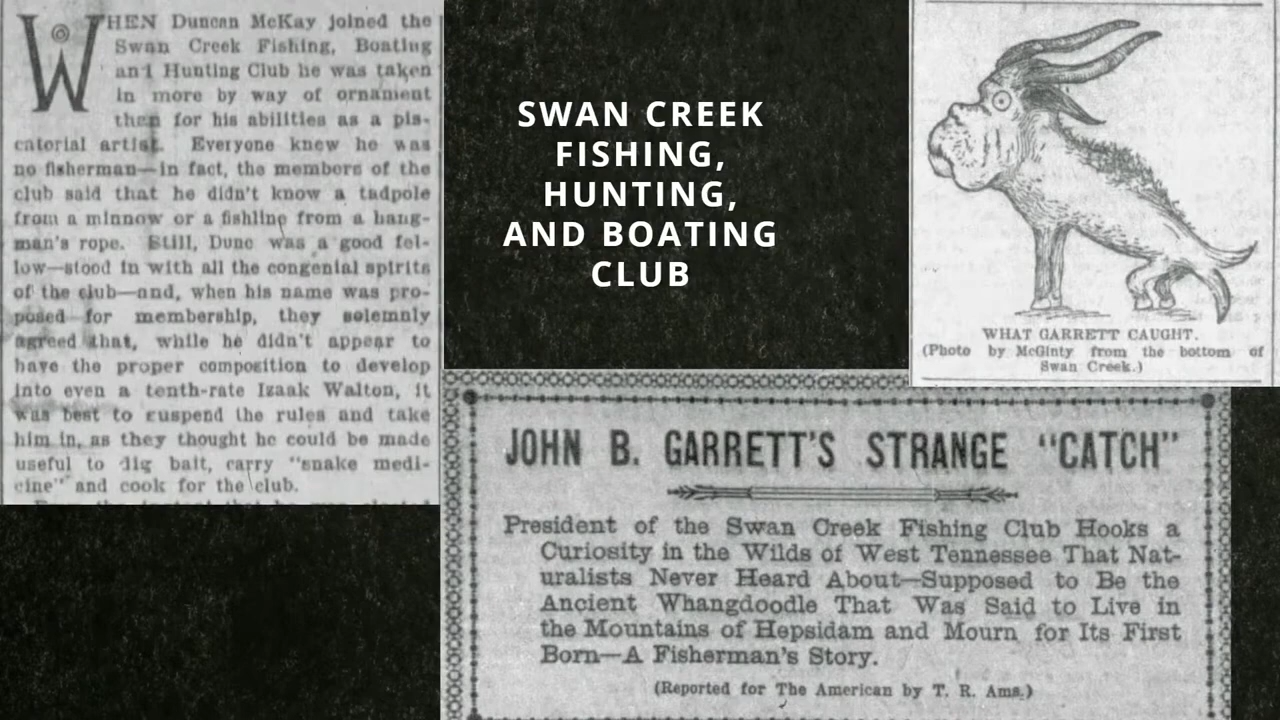 WHEN Duncan McKay joined the
Swan Creek Fishing, Boating
and Hunting Club he was taken
in more by way of ornament
then for his abilities as a pis-
catorial artist. Everyone knew he was
no fisherman—in fact, the members of the
club said that he didn't know a tadpole
from a minnow or a fishline from a hang-
man's rope. Still, Dunc was a good fel-
low—stood in with all the congenial spirits
of the club—and, when his name was pro-
posed for membership, they solemnly
agreed that, while he didn't appear to
have the proper composition to develop
into even a tenth-rate Izaak Walton, it
was best to suspend the rules and take
him in, as they thought he could be made
useful to dig bait, carry "snake medi-
cine" and cook for the club.
SWAN CREEK
FISHING,
HUNTING,
AND BOATING
CLUB
WHAT GARRETT CAUGHT.
(Photo by McGinty from the bottom of
Swan Creek.)
JOHN B. GARRETT'S STRANGE "CATCH"
President of the Swan Creek Fishing Club Hooks a
Curiosity in the Wilds of West Tennessee That Nat-
uralists Never Heard About—Supposed to Be the
Ancient Whangdoodle That Was Said to Live in
the Mountains of Hepsidam and Mourn for Its First
Born—A Fisherman's Story.
(Reported for The American by T. R. Ams.)